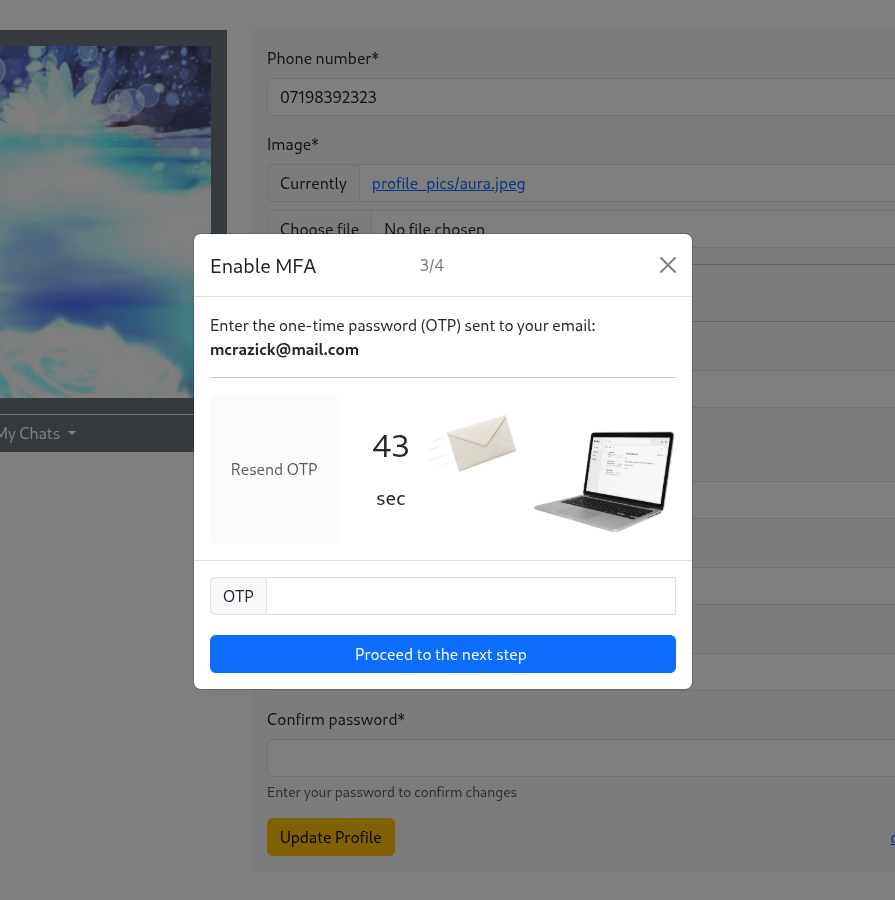 Phone number*
07198392323
Image*
Currently profile_pics/aura.jpeg
Choose file No file chosen
Enable MFA 3/4
Enter the one-time password (OTP) sent to your email:
mcrazick@mail.com
Resend OTP
43
sec
My Chats
OTP
Proceed to the next step
Confirm password*
Enter your password to confirm changes
Update Profile